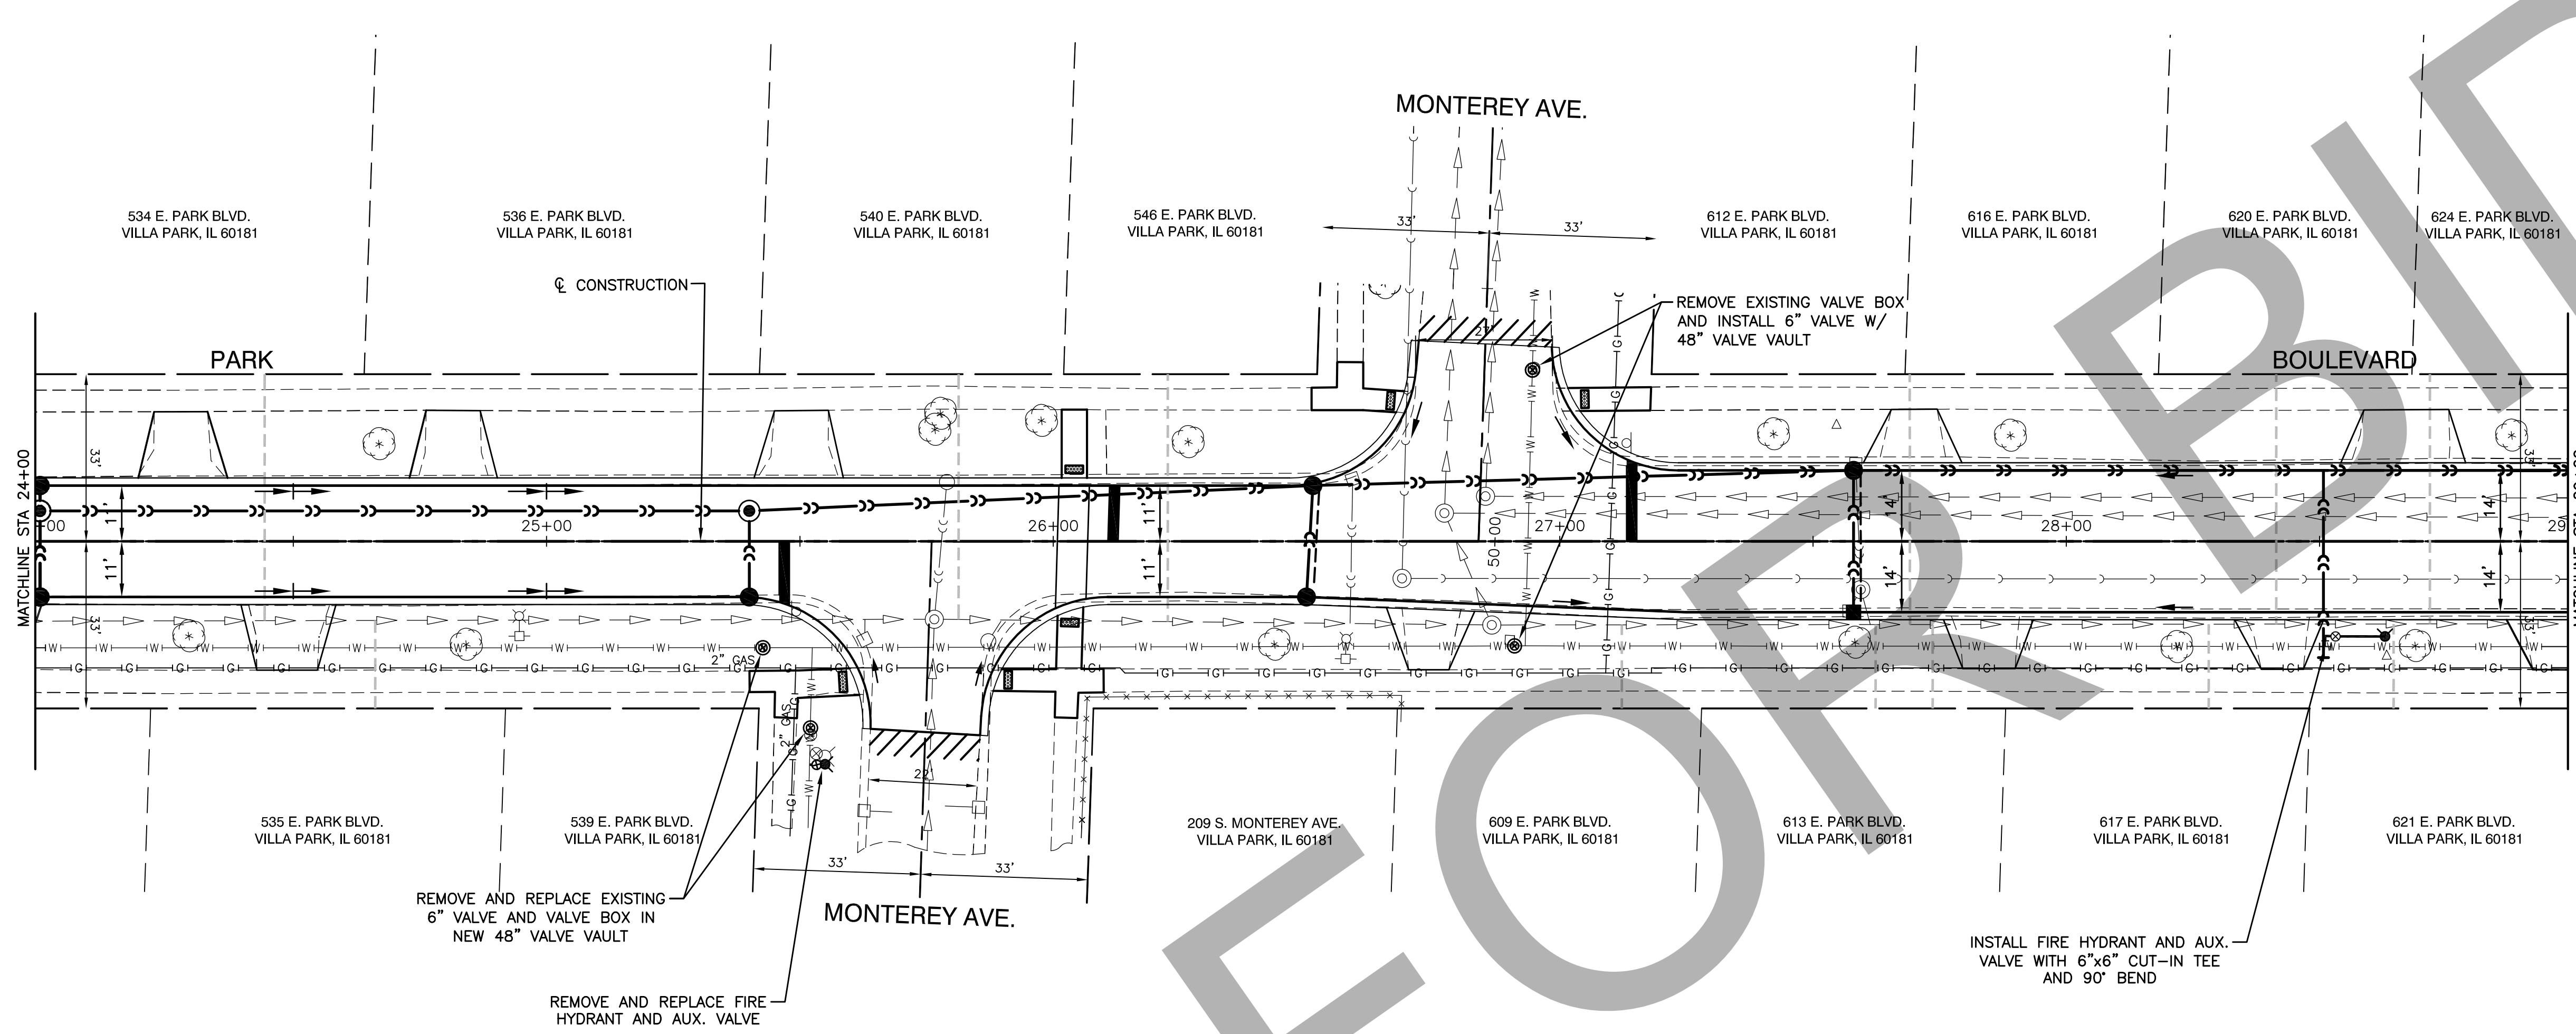 MONTEREY AVE.
534 E. PARK BLVD.
VILLA PARK, IL 60181
536 E. PARK BLVD.
VILLA PARK, IL 60181
540 E. PARK BLVD.
VILLA PARK, IL 60181
546 E. PARK BLVD.
VILLA PARK, IL 60181
33'
33'
612 E. PARK BLVD.
VILLA PARK, IL 60181
616 E. PARK BLVD.
VILLA PARK, IL 60181
620 E. PARK BLVD.
VILLA PARK, IL 60181
624 E. PARK BLVD.
VILLA PARK, IL 60181
℄ CONSTRUCTION
REMOVE EXISTING VALVE BOX
AND INSTALL 6" VALVE W/
48" VALVE VAULT
27'
PARK
BOULEVARD
MATCHLINE STA 24+00
33'
33'
11'
11'
25+00
26+00
11'
11'
27+00
50+00
14'
14'
28+00
14'
14'
33'
33'
29
2" GAS
2" GAS
22'
535 E. PARK BLVD.
VILLA PARK, IL 60181
539 E. PARK BLVD.
VILLA PARK, IL 60181
209 S. MONTEREY AVE.
VILLA PARK, IL 60181
609 E. PARK BLVD.
VILLA PARK, IL 60181
613 E. PARK BLVD.
VILLA PARK, IL 60181
617 E. PARK BLVD.
VILLA PARK, IL 60181
621 E. PARK BLVD.
VILLA PARK, IL 60181
33'
33'
REMOVE AND REPLACE EXISTING
6" VALVE AND VALVE BOX IN
NEW 48" VALVE VAULT
MONTEREY AVE.
REMOVE AND REPLACE FIRE
HYDRANT AND AUX. VALVE
INSTALL FIRE HYDRANT AND AUX.
VALVE WITH 6"x6" CUT-IN TEE
AND 90° BEND
FOR BID